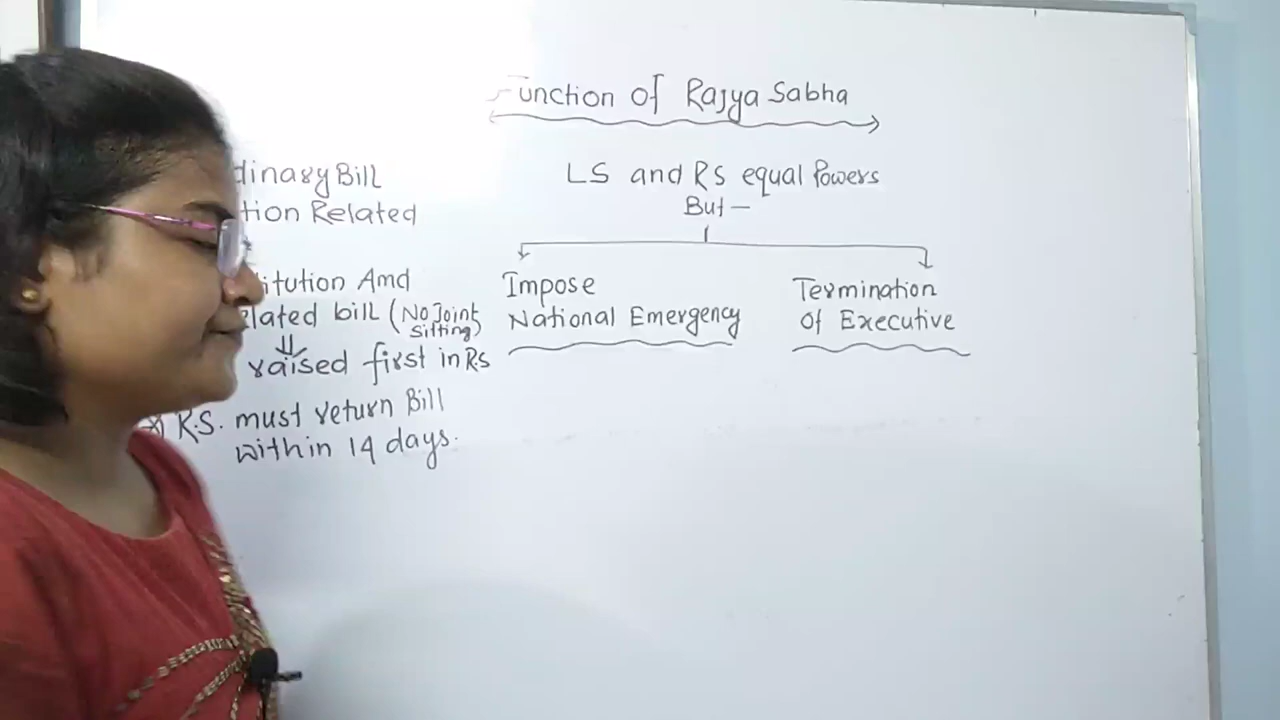 Function of Rajya Sabha
dinary Bill
tion Related
itution Amd
elated bill (No Joint
Sitting)
⇓
raised first in Rs
R.S. must return Bill
within 14 days.
LS and RS equal Powers
But —
Impose
National Emergency
Termination
Of Executive